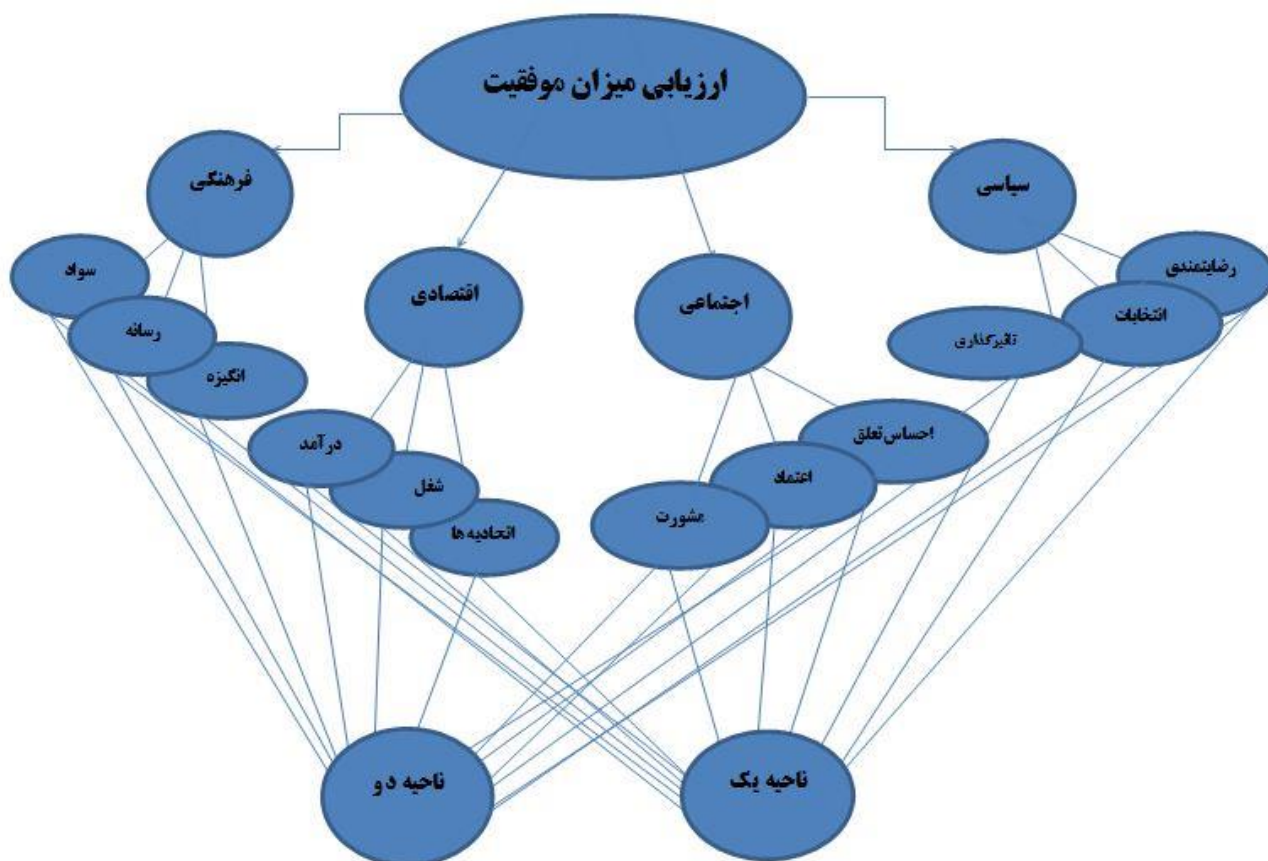 ارزیابی میزان موفقیت
سیاسی
فرهنگی
رضایتمندی
انتخابات
تاثیرگذاری
اجتماعی
اقتصادی
سواد
رسانه
انگیزه
احساس تعلق
اعتماد
مشورت
درآمد
شغل
اتحادیه ها
ناحیه یک
ناحیه دو